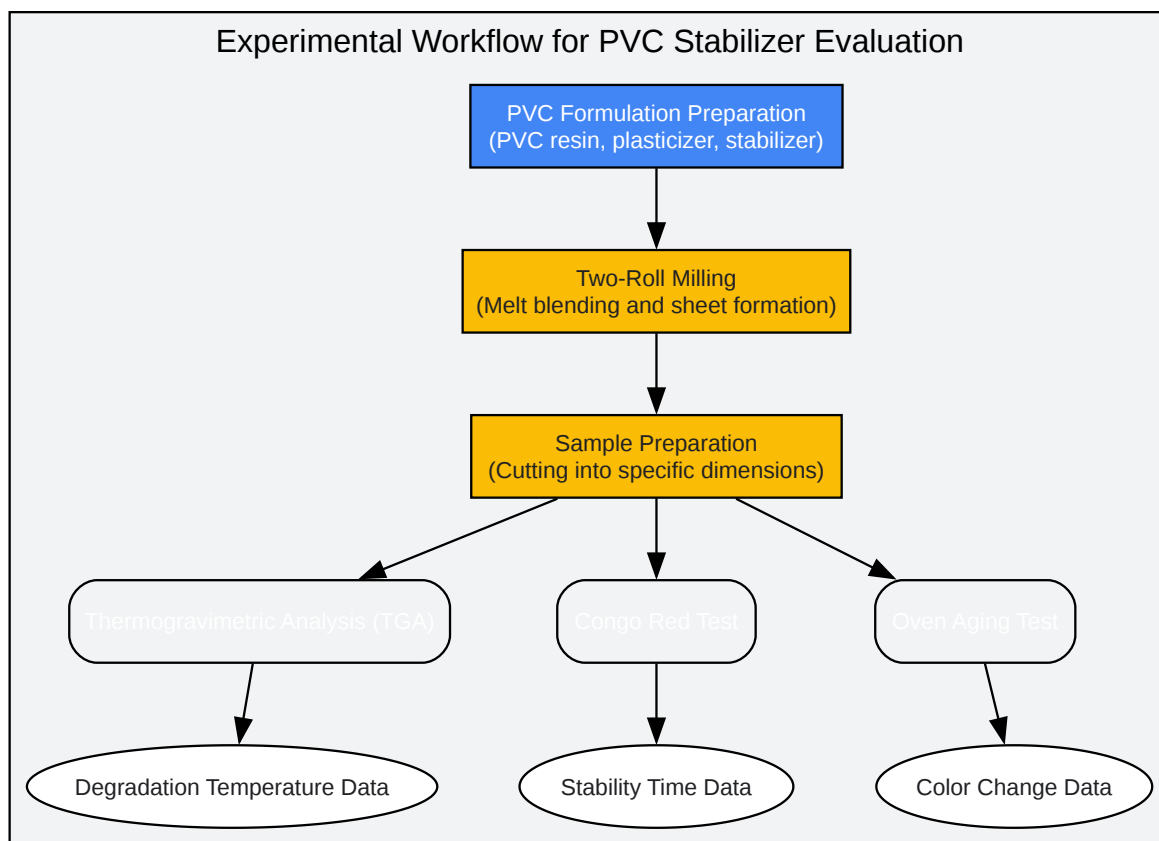 Experimental Workflow for PVC Stabilizer Evaluation
PVC Formulation Preparation
(PVC resin, plasticizer, stabilizer)
Two-Roll Milling
(Melt blending and sheet formation)
Sample Preparation
(Cutting into specific dimensions)
Thermogravimetric Analysis (TGA)
Congo Red Test
Oven Aging Test
Degradation Temperature Data
Stability Time Data
Color Change Data